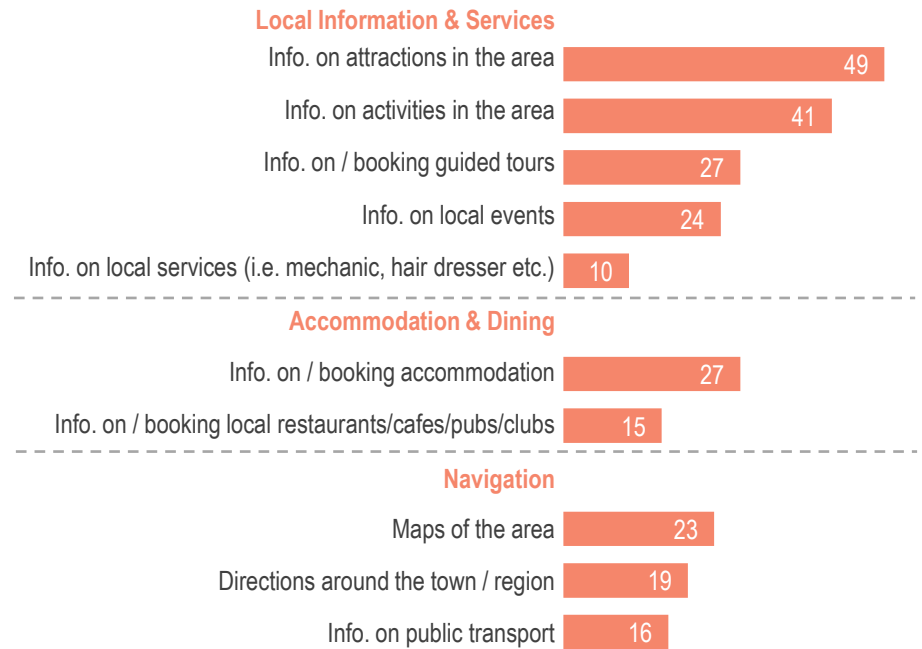 Local Information & Services
Info. on attractions in the area 49
Info. on activities in the area 41
Info. on / booking guided tours 27
Info. on local events 24
Info. on local services (i.e. mechanic, hair dresser etc.) 10
Accommodation & Dining
Info. on / booking accommodation 27
Info. on / booking local restaurants/cafes/pubs/clubs 15
Navigation
Maps of the area 23
Directions around the town / region 19
Info. on public transport 16